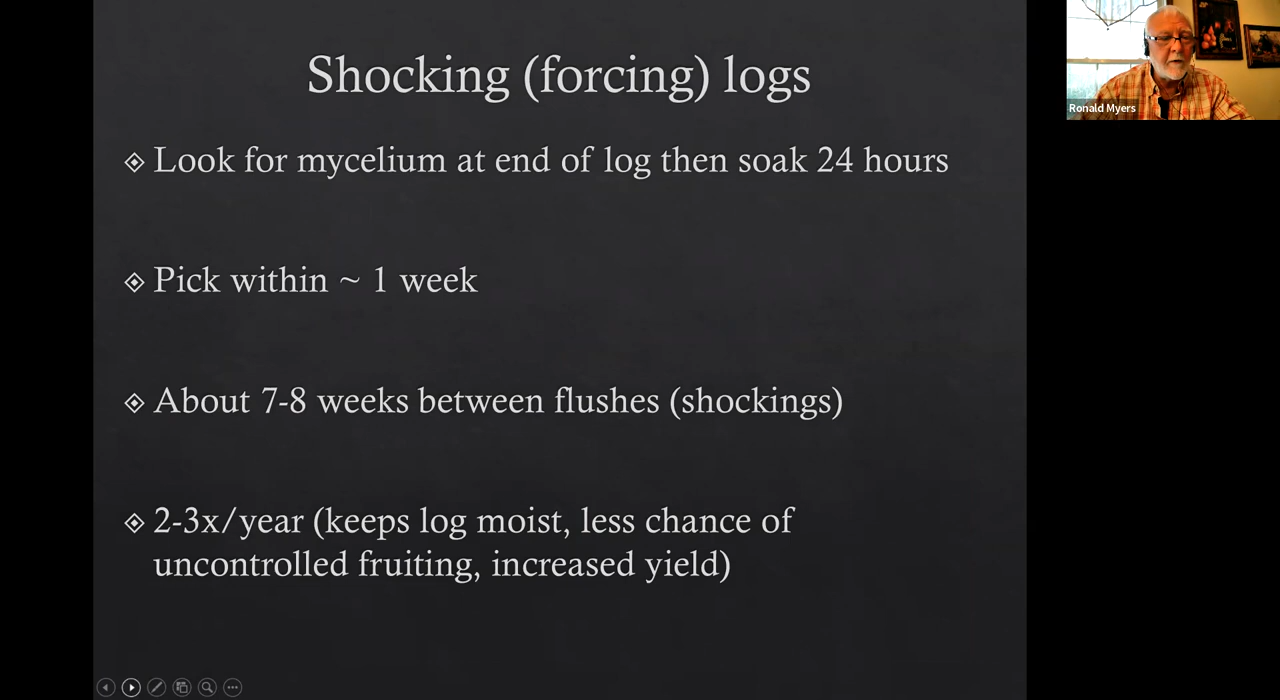 Shocking (forcing) logs
Look for mycelium at end of log then soak 24 hours
Pick within ~ 1 week
About 7-8 weeks between flushes (shockings)
2-3x/year (keeps log moist, less chance of
uncontrolled fruiting, increased yield)
Ronald Myers